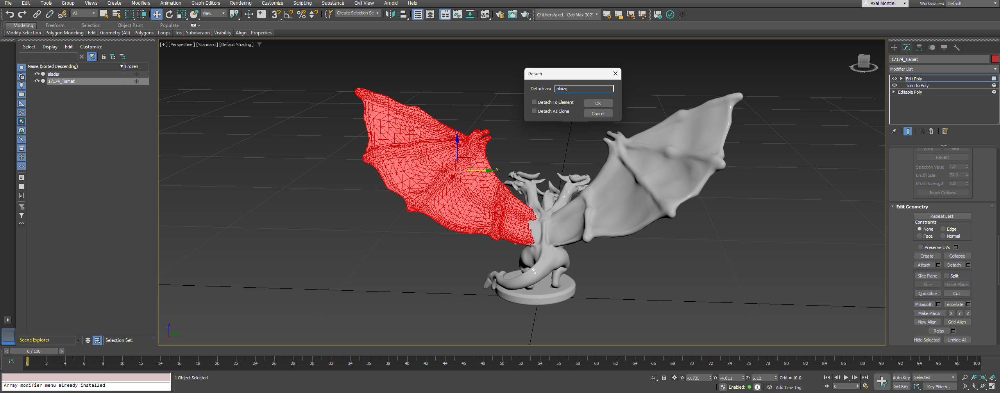 File Edit Tools Group Views Create Modifiers Animation Graph Editors Rendering Customize Scripting Substance Civil View Arnold Help Axel Montiel Workspaces: Default
All View Create Selection Se C:\Users\axel...\3ds Max 202
Modeling Freeform Selection Object Paint Populate
Modify Selection Polygon Modeling Edit Geometry (All) Polygons Loops Tris Subdivision Visibility Align Properties
Select Display Edit Customize
Name (Sorted Descending) Frozen
alader
17174_Tiamat
Scene Explorer Selection Set:
[+] [Perspective] [Standard] [Default Shading]
RIGHT
Detach
Detach as: alaizq
Detach To Element OK
Detach As Clone Cancel
z
y
z
17174_Tiamat
Modifier List
Edit Poly
Turn to Poly
Editable Poly
Paint Blur
Revert
Selection Value 1.0
Brush Size 20.0
Brush Strength 1.0
Brush Options
Edit Geometry
Repeat Last
Constraints
None Edge
Face Normal
Preserve UVs
Create Collapse
Attach Detach
Slice Plane Split
Slice Reset Plane
QuickSlice Cut
MSmooth Tessellate
Make Planar X Y Z
View Align Grid Align
Relax
Hide Selected Unhide All
< 0 / 100 >
0 2 4 6 8 10 12 14 16 18 20 22 24 26 28 30 32 34 36 38 40 42 44 46 48 50 52 54 56 58 60 62 64 66 68 70 72 74 76 78 80 82 84 86 88 90 92 94 96 98 100
1 Object Selected X: -0.735 Y: -4.011 Z: 6.12 Grid = 10.0 Auto Key Selected
Array modifier menu already installed Enabled: 1 Add Time Tag 0 Set Key Key Filters...